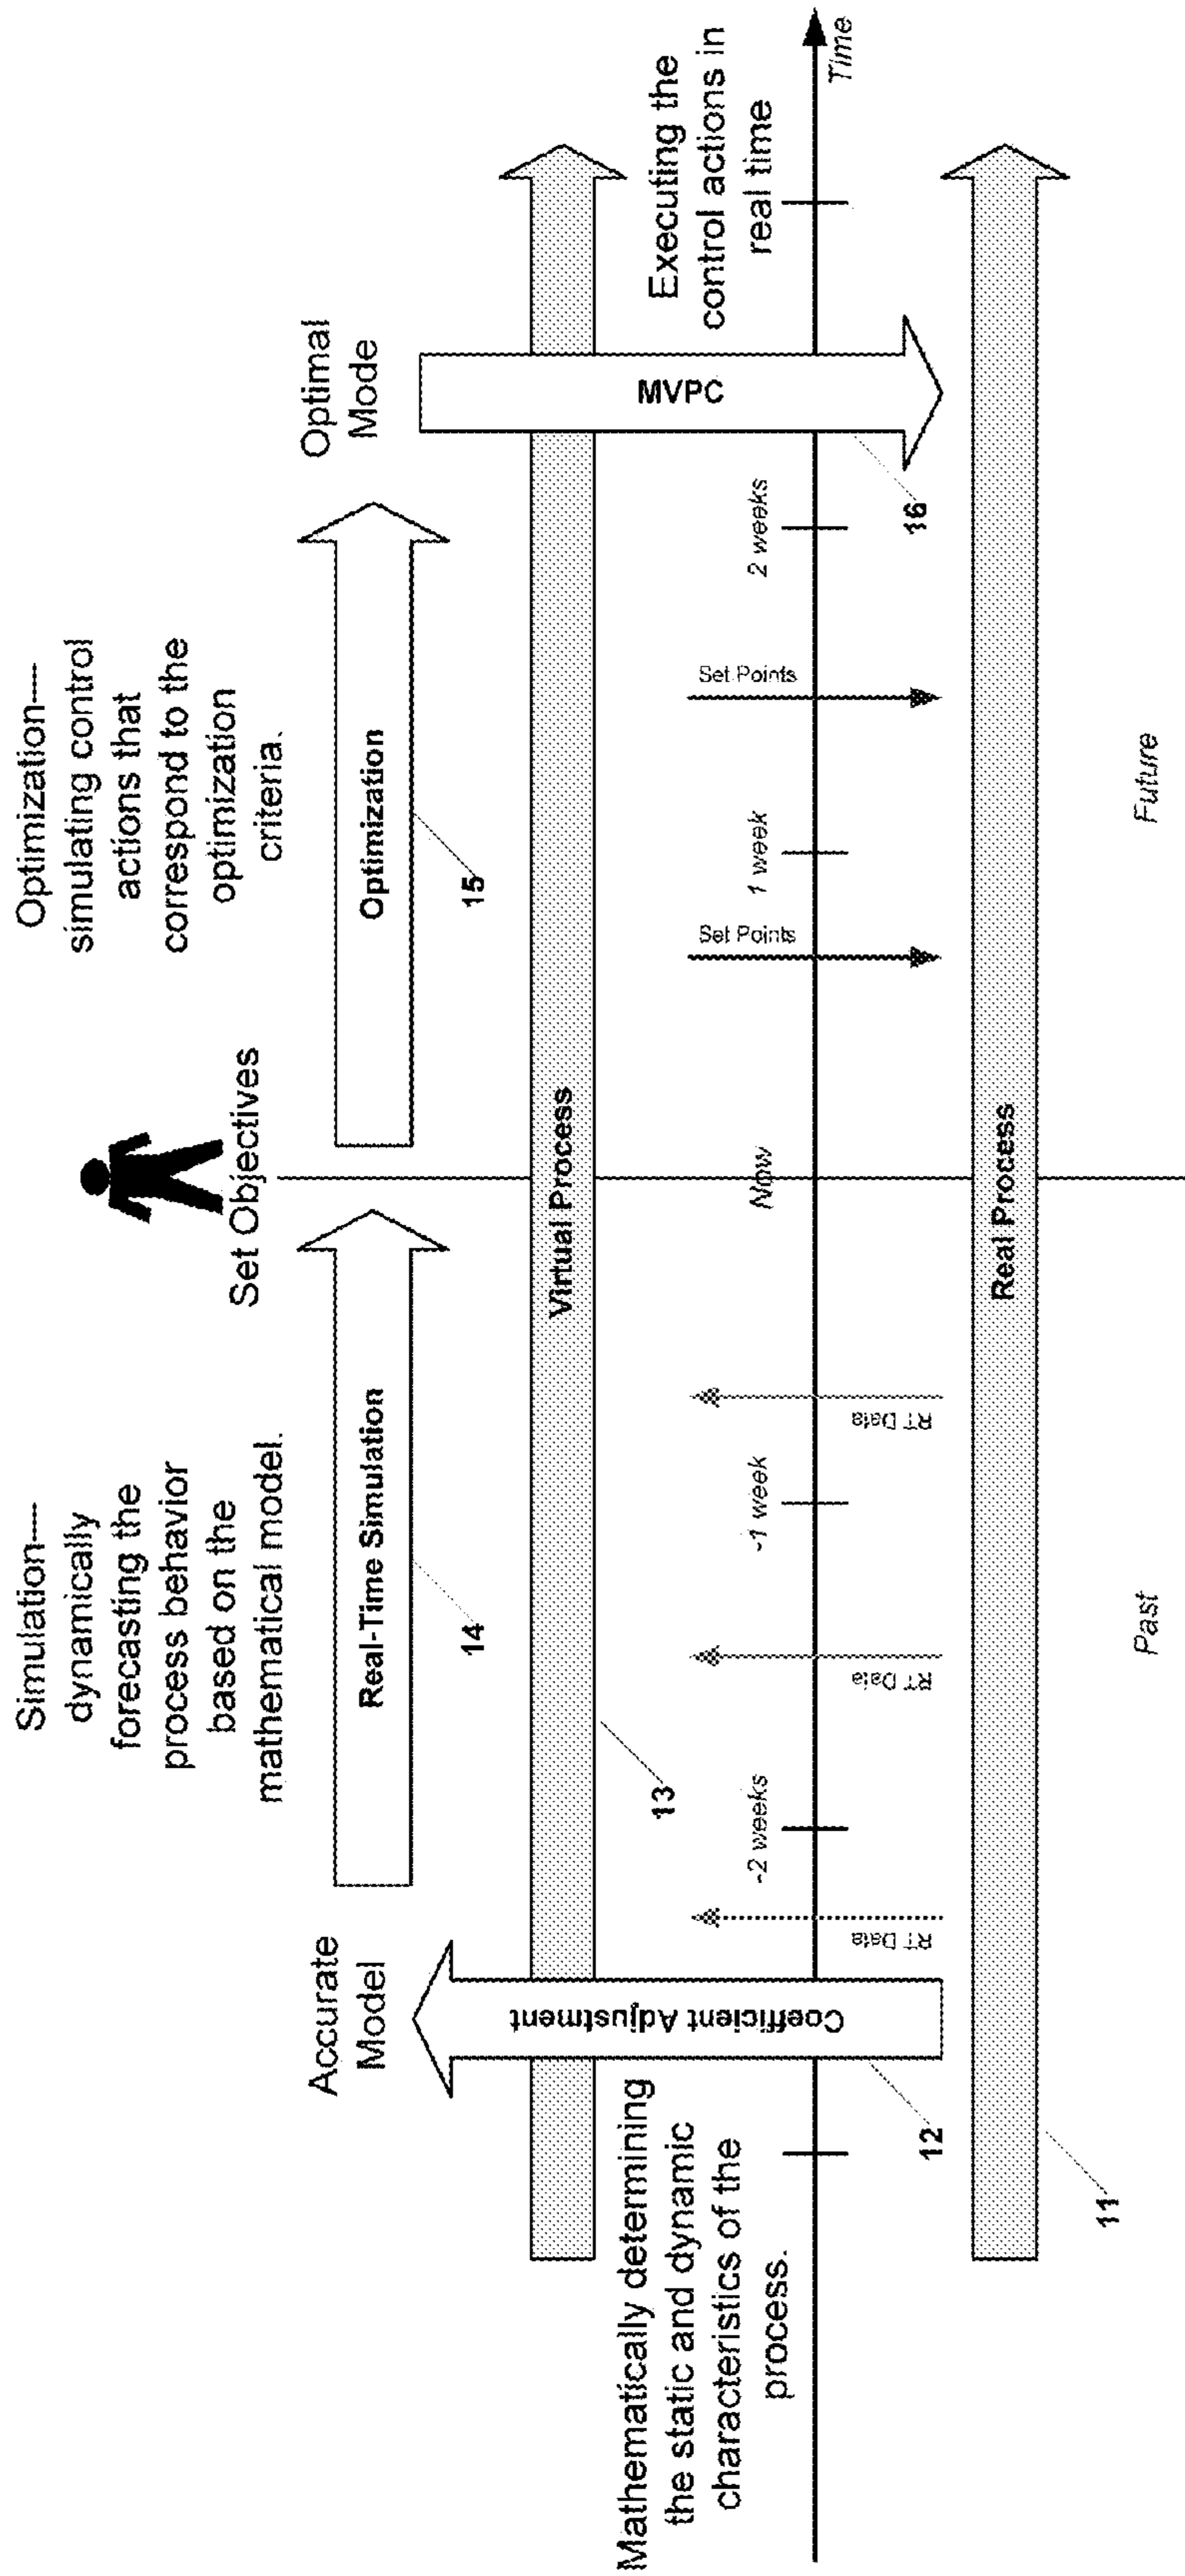 Simulation----
dynamically
forecasting the
process behavior
based on the
mathematical model.
Optimization----
simulating control
actions that
correspond to the
optimization
criteria.
Set Objectives
Accurate
Model
Real-Time Simulation
Optimization
Optimal
Mode
14
15
Virtual Process
13
Mathematically determining
the static and dynamic
characteristics of the
process.
Coefficient Adjustment
MVPC
Executing the
control actions in
real time
Set Points
Set Points
-2 weeks
-1 week
Now
1 week
2 weeks
Time
RT Data
RT Data
RT Data
12
16
Real Process
11
Past
Future